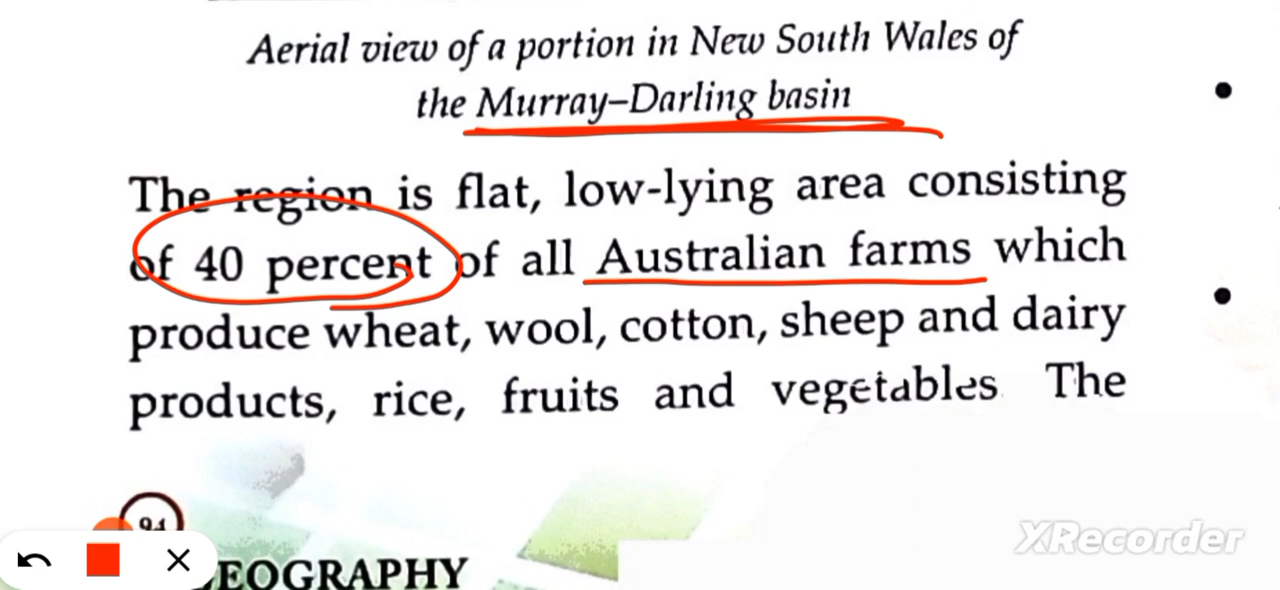 Aerial view of a portion in New South Wales of
the Murray–Darling basin
The region is flat, low-lying area consisting
of 40 percent of all Australian farms which
produce wheat, wool, cotton, sheep and dairy
products, rice, fruits and vegetables. The
94
EOGRAPHY
XRecorder